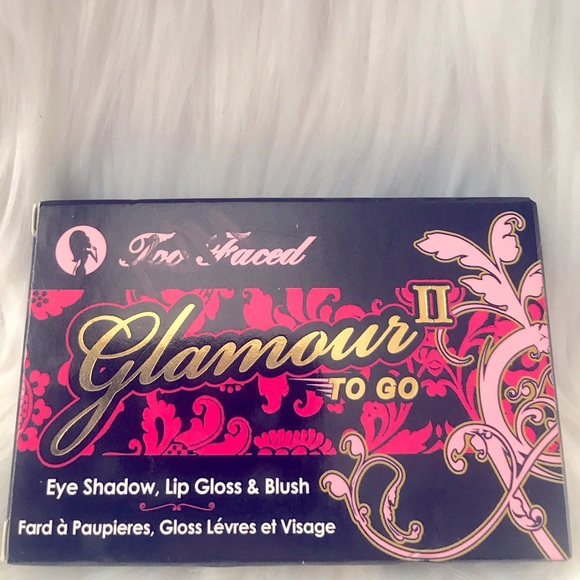 Too Faced
Glamour II
TO GO
Eye Shadow, Lip Gloss & Blush
Fard à Paupieres, Gloss Lévres et Visage